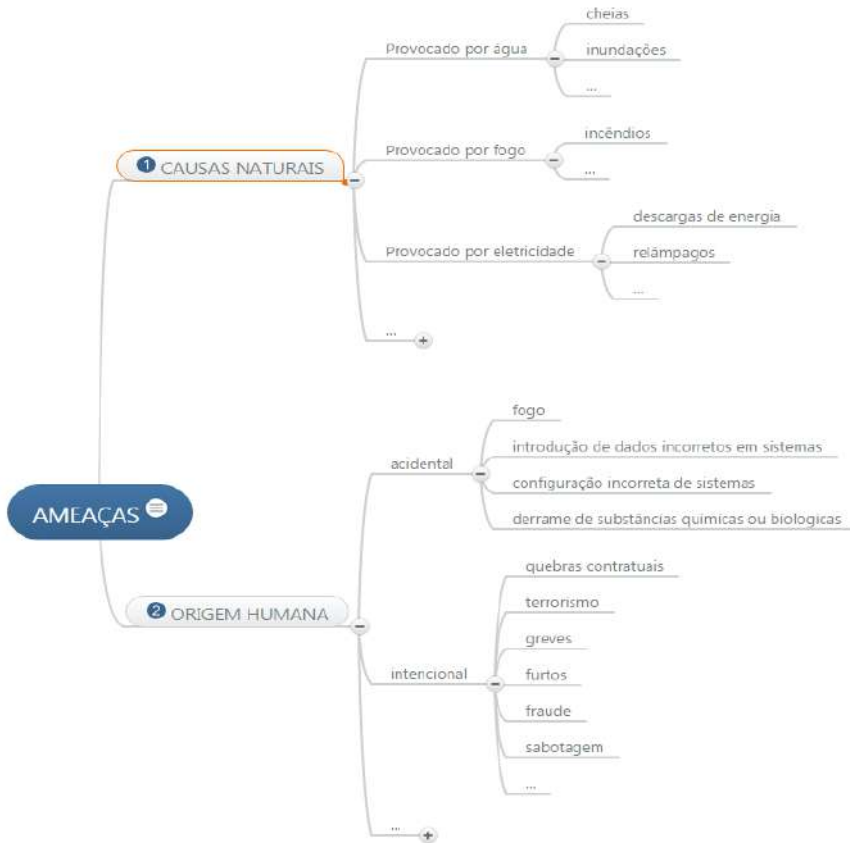 AMEAÇAS
1 CAUSAS NATURAIS
Provocado por água
cheias
inundações
...
Provocado por fogo
incêndios
...
Provocado por eletricidade
descargas de energia
relâmpagos
...
...
2 ORIGEM HUMANA
acidental
fogo
introdução de dados incorretos em sistemas
configuração incorreta de sistemas
derrame de substâncias químicas ou biologicas
intencional
quebras contratuais
terrorismo
greves
furtos
fraude
sabotagem
...
...